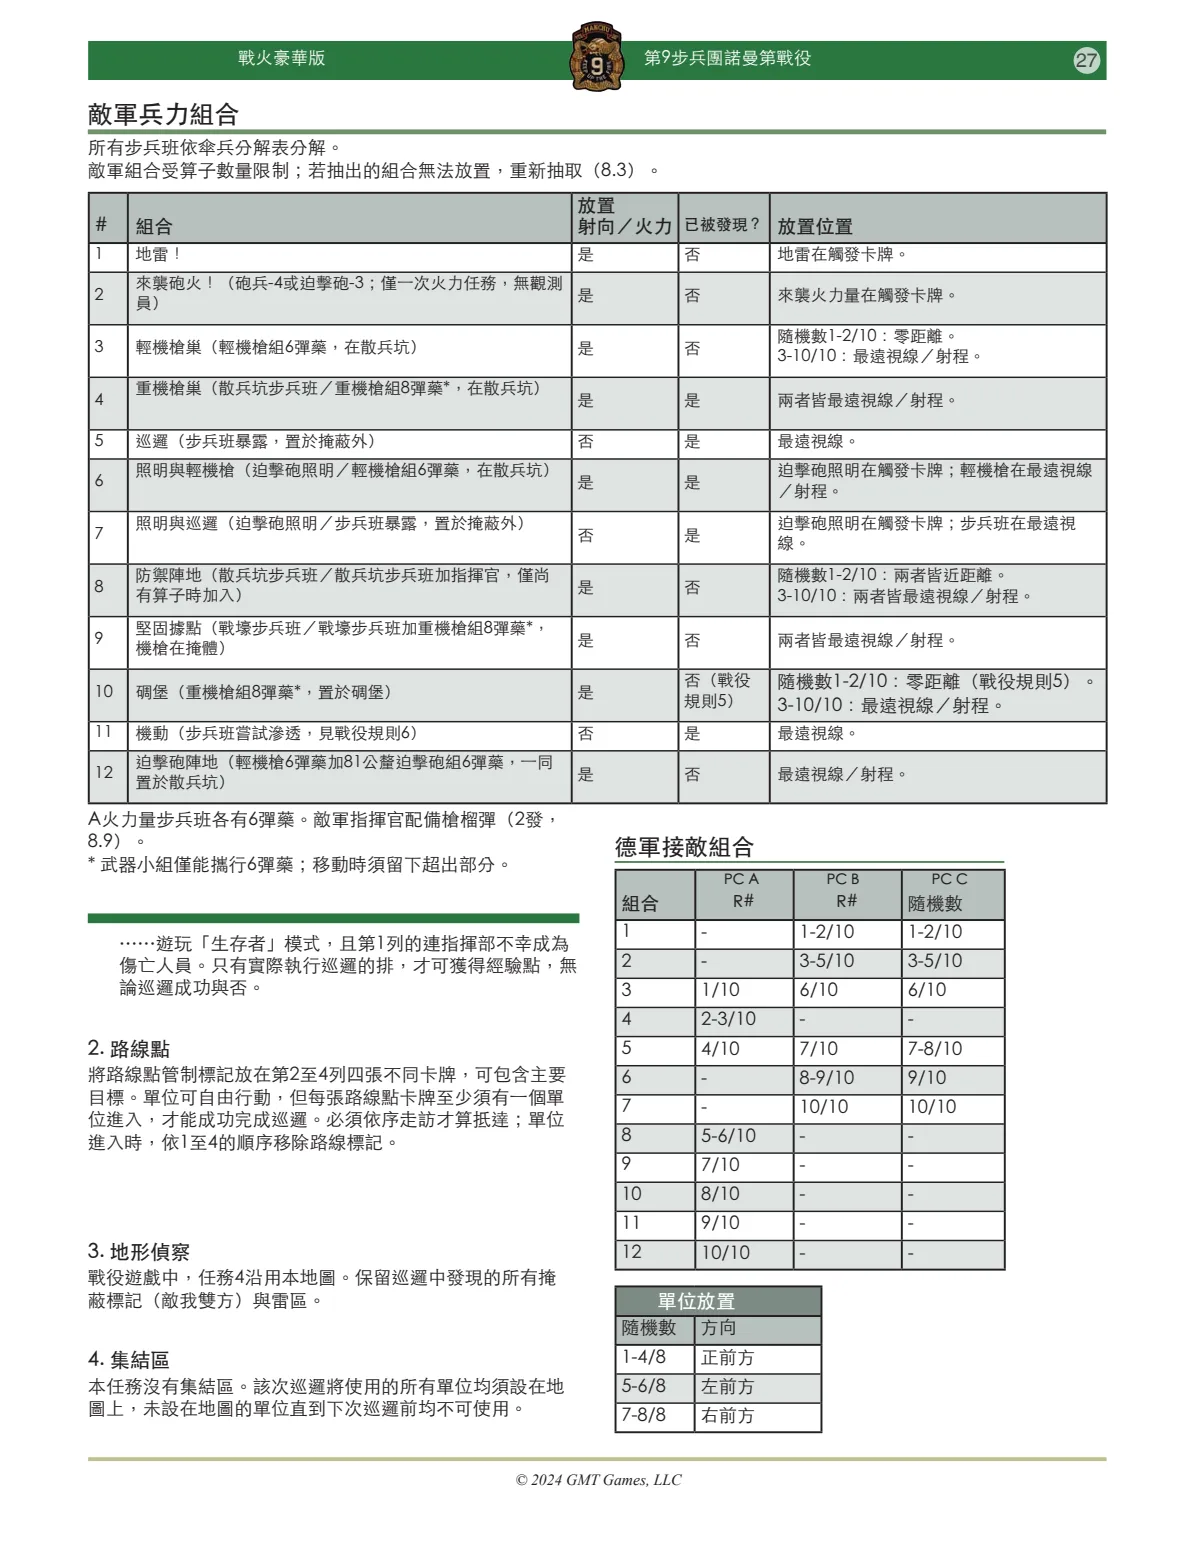 戰火豪華版
MANCHU
9
第9步兵團諾曼第戰役
27
敵軍兵力組合
所有步兵班依傘兵分解表分解。
敵軍組合受算子數量限制；若抽出的組合無法放置，重新抽取（8.3）。
# 組合 放置射向／火力 已被發現？ 放置位置
1 地雷！ 是 否 地雷在觸發卡牌。
2 來襲砲火！（砲兵-4或迫擊砲-3；僅一次火力任務，無觀測員） 是 否 來襲火力量在觸發卡牌。
3 輕機槍巢（輕機槍組6彈藥，在散兵坑） 是 否 隨機數1-2/10：零距離。
3-10/10：最遠視線／射程。
4 重機槍巢（散兵坑步兵班／重機槍組8彈藥*，在散兵坑） 是 是 兩者皆最遠視線／射程。
5 巡邏（步兵班暴露，置於掩蔽外） 否 是 最遠視線。
6 照明與輕機槍（迫擊砲照明／輕機槍組6彈藥，在散兵坑） 是 是 迫擊砲照明在觸發卡牌；輕機槍在最遠視線／射程。
7 照明與巡邏（迫擊砲照明／步兵班暴露，置於掩蔽外） 否 是 迫擊砲照明在觸發卡牌；步兵班在最遠視線。
8 防禦陣地（散兵坑步兵班／散兵坑步兵班加指揮官，僅尚有算子時加入） 是 否 隨機數1-2/10：兩者皆近距離。
3-10/10：兩者皆最遠視線／射程。
9 堅固據點（戰壕步兵班／戰壕步兵班加重機槍組8彈藥*，機槍在掩體） 是 否 兩者皆最遠視線／射程。
10 碉堡（重機槍組8彈藥*，置於碉堡） 是 否（戰役規則5） 隨機數1-2/10：零距離（戰役規則5）。
3-10/10：最遠視線／射程。
11 機動（步兵班嘗試滲透，見戰役規則6） 否 是 最遠視線。
12 迫擊砲陣地（輕機槍6彈藥加81公釐迫擊砲組6彈藥，一同置於散兵坑） 是 否 最遠視線／射程。
A火力量步兵班各有6彈藥。敵軍指揮官配備槍榴彈（2發，
8.9）。
* 武器小組僅能攜行6彈藥；移動時須留下超出部分。
……遊玩「生存者」模式，且第1列的連指揮部不幸成為
傷亡人員。只有實際執行巡邏的排，才可獲得經驗點，無
論巡邏成功與否。
2. 路線點
將路線點管制標記放在第2至4列四張不同卡牌，可包含主要
目標。單位可自由行動，但每張路線點卡牌至少須有一個單
位進入，才能成功完成巡邏。必須依序走訪才算抵達；單位
進入時，依1至4的順序移除路線標記。
3. 地形偵察
戰役遊戲中，任務4沿用本地圖。保留巡邏中發現的所有掩
蔽標記（敵我雙方）與雷區。
4. 集結區
本任務沒有集結區。該次巡邏將使用的所有單位均須設在地
圖上，未設在地圖的單位直到下次巡邏前均不可使用。
德軍接敵組合
組合 PC A R# PC B R# PC C 隨機數
1 - 1-2/10 1-2/10
2 - 3-5/10 3-5/10
3 1/10 6/10 6/10
4 2-3/10 - -
5 4/10 7/10 7-8/10
6 - 8-9/10 9/10
7 - 10/10 10/10
8 5-6/10 - -
9 7/10 - -
10 8/10 - -
11 9/10 - -
12 10/10 - -
單位放置
隨機數 方向
1-4/8 正前方
5-6/8 左前方
7-8/8 右前方
© 2024 GMT Games, LLC